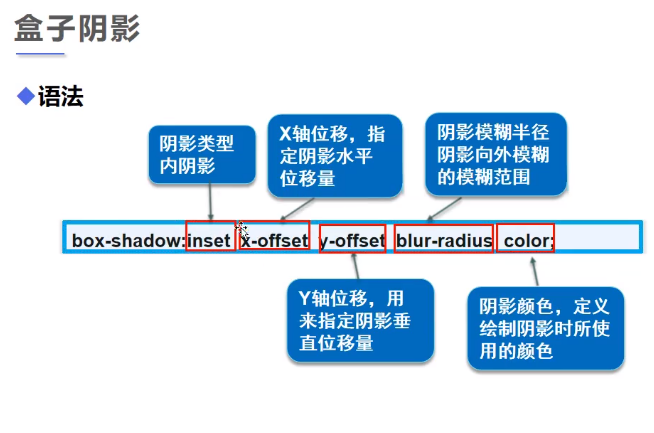 盒子阴影
语法
阴影类型
内阴影
X轴位移，指
定阴影水平
位移量
阴影模糊半径
阴影向外模糊
的模糊范围
box-shadow:inset x-offset y-offset blur-radius color;
Y轴位移，用
来指定阴影垂
直位移量
阴影颜色，定义
绘制阴影时所使
用的颜色